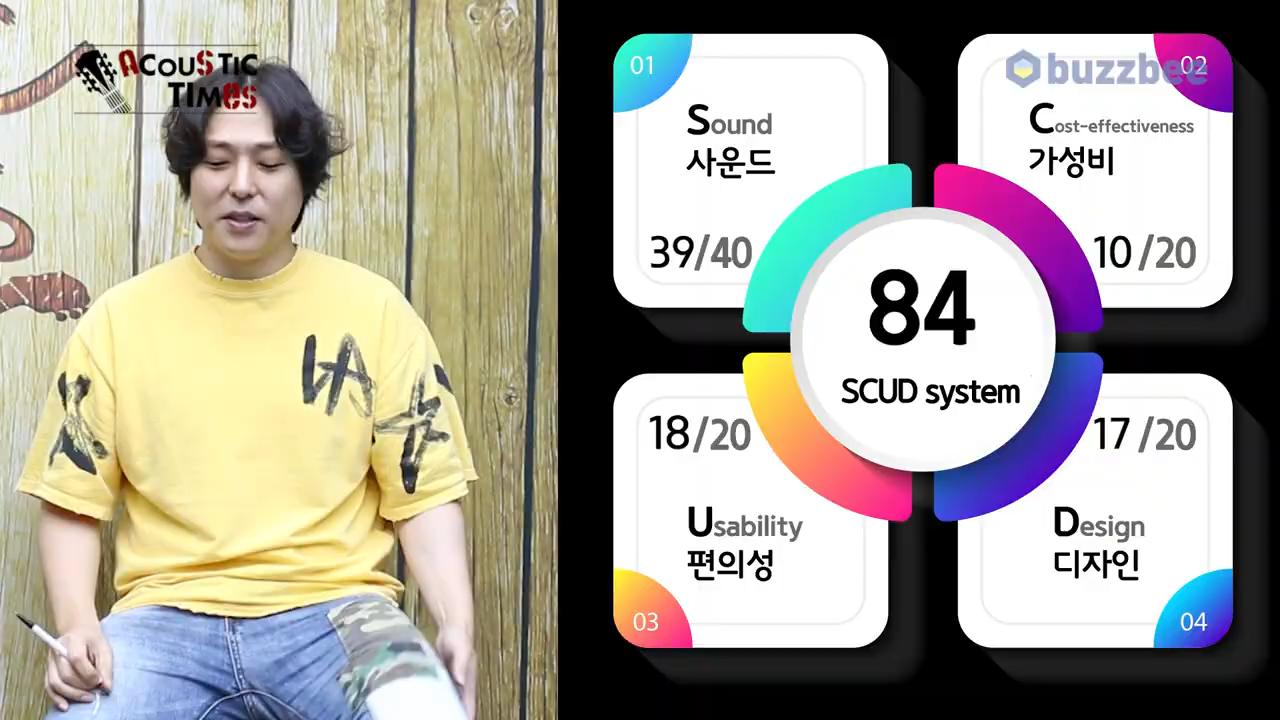 ACOUSTIC
TIMES
01
Sound
사운드
39/40
buzzbee
02
Cost-effectiveness
가성비
10/20
84
SCUD system
18/20
Usability
편의성
03
17/20
Design
디자인
04